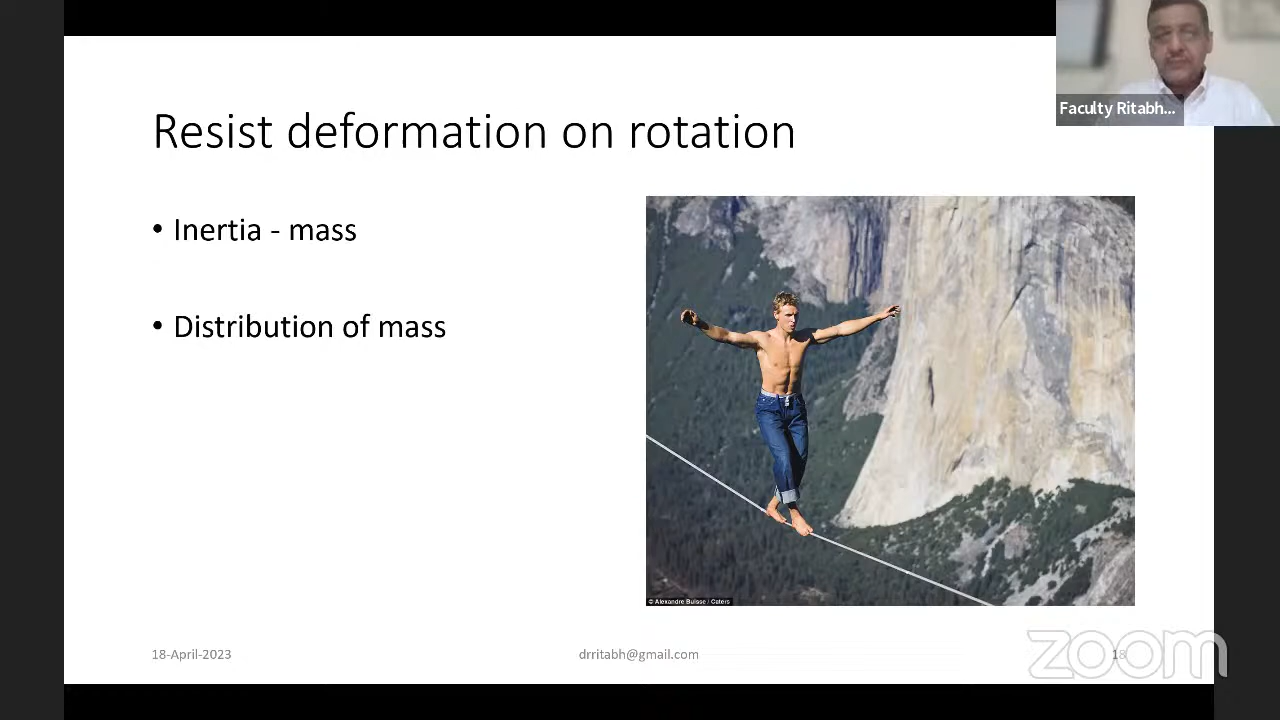 Faculty Ritabh...
Resist deformation on rotation
• Inertia - mass
• Distribution of mass
© Alexandre Buisse / Caters
18-April-2023
drritabh@gmail.com
18
zoom